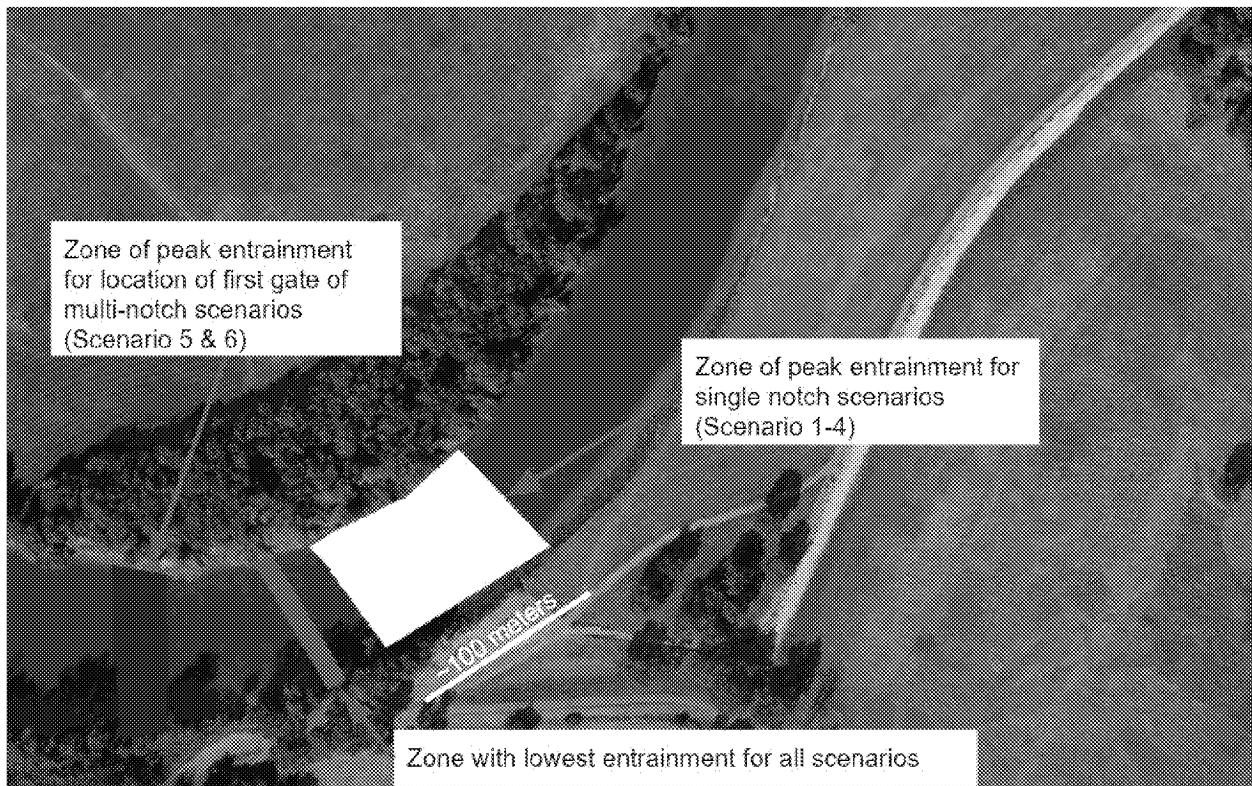 Zone of peak entrainment
for location of first gate of
multi-notch scenarios
(Scenario 5 & 6)
Zone of peak entrainment for
single notch scenarios
(Scenario 1-4)
~100 meters
Zone with lowest entrainment for all scenarios